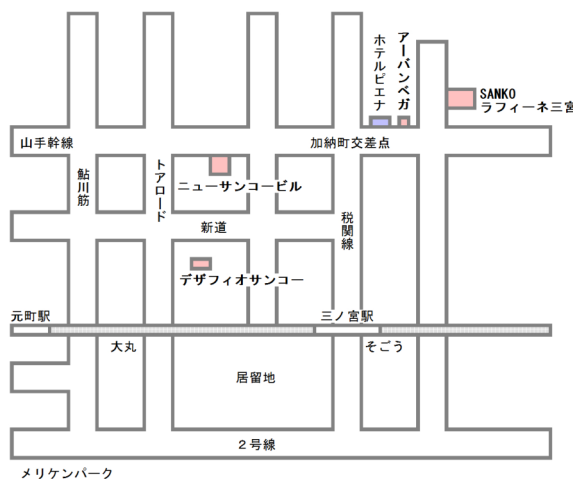 ホテルピエナ
アーバンベガ
SANKO
ラフィーネ三宮
山手幹線
加納町交差点
鮎川筋
トアロード
ニューサンコービル
新道
税関線
デザフィオサンコー
元町駅
三ノ宮駅
大丸
そごう
居留地
2号線
メリケンパーク